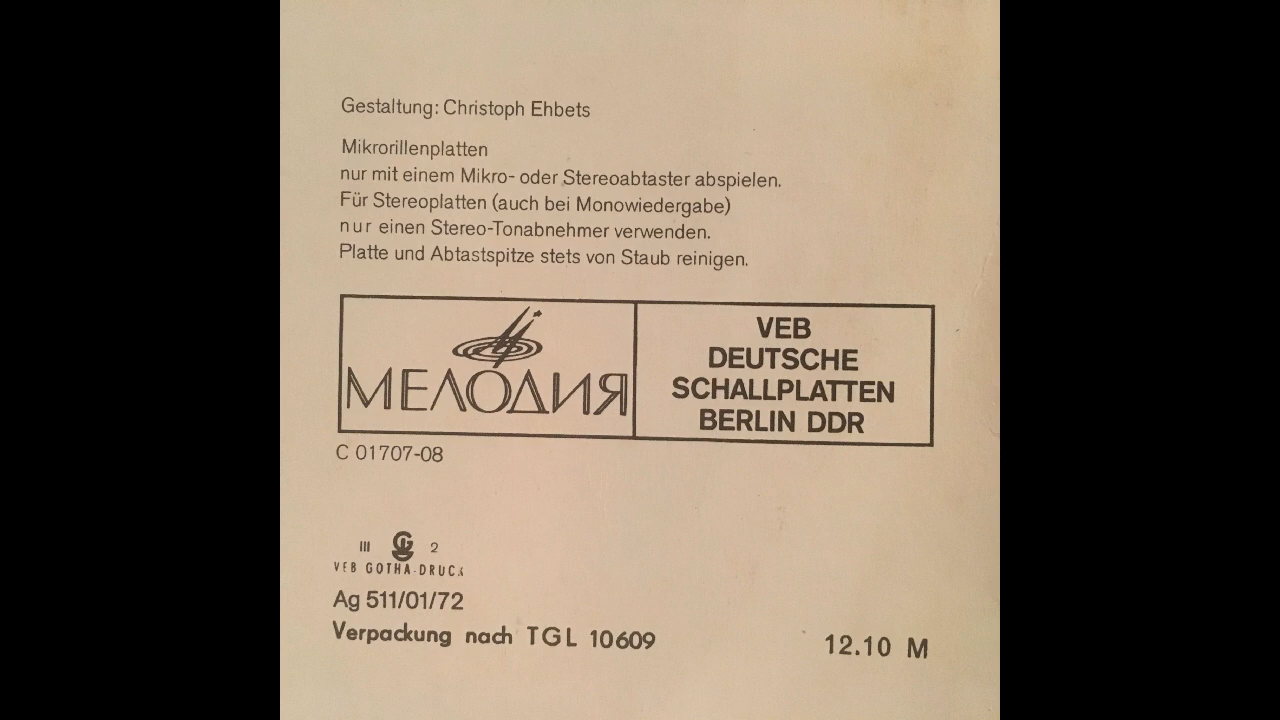 Gestaltung: Christoph Ehbets
Mikrorillenplatten
nur mit einem Mikro- oder Stereoabtaster abspielen.
Für Stereoplatten (auch bei Monowiedergabe)
nur einen Stereo-Tonabnehmer verwenden.
Platte und Abtastspitze stets von Staub reinigen.
МЕЛОДИЯ
VEB
DEUTSCHE
SCHALLPLATTEN
BERLIN DDR
C 01707-08
III G 2
VEB GOTHA-DRUCK
Ag 511/01/72
Verpackung nach TGL 10609
12.10 M